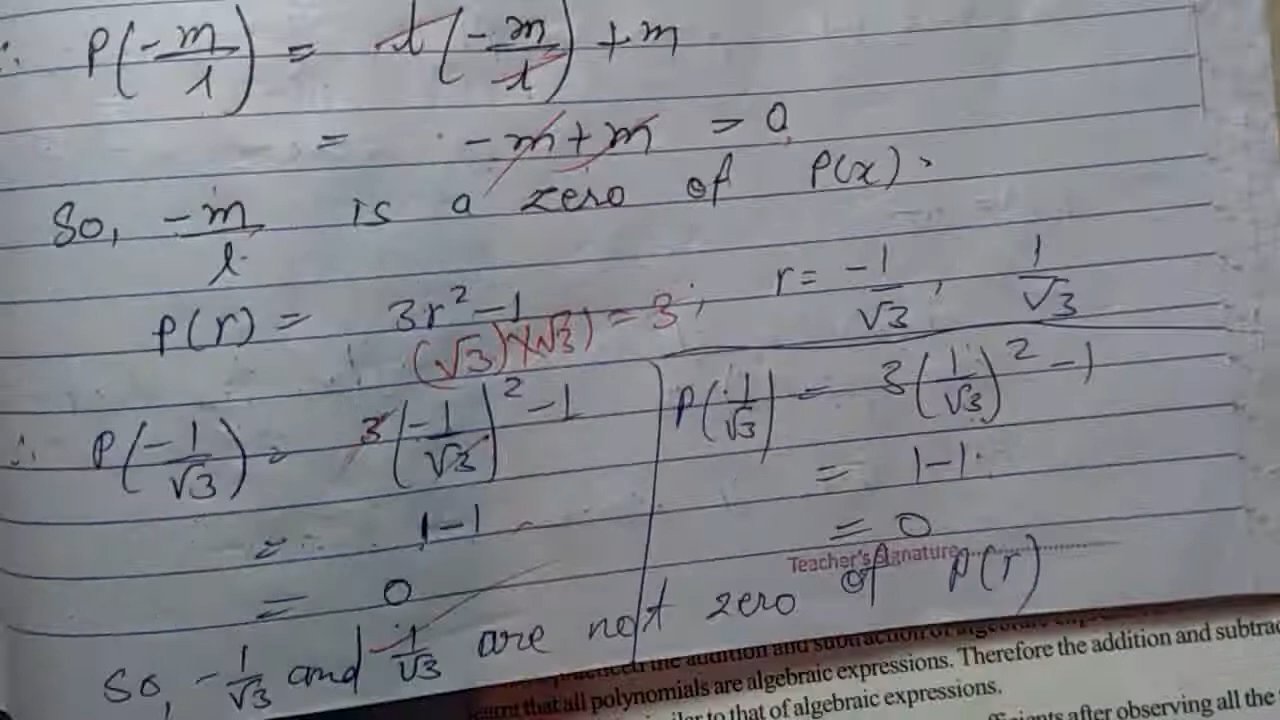 ∴ P(-m/l) = l(-m/l) + m
= -m + m = 0
So, -m/l is a zero of P(x).
P(r) = 3r² - 1 ; r = -1/√3, 1/√3
(√3)×(√3) = 3
∴ P(-1/√3) = 3(-1/√3)² - 1
= 1-1
= 0
P(1/√3) = 3(1/√3)² - 1
= 1-1
= 0
Teacher's Signature
So, -1/√3 and 1/√3 are not zero of P(r)
the addition and subtraction of algebraic
learnt that all polynomials are algebraic expressions. Therefore the addition and subtrac
to that of algebraic expressions.
after observing all the